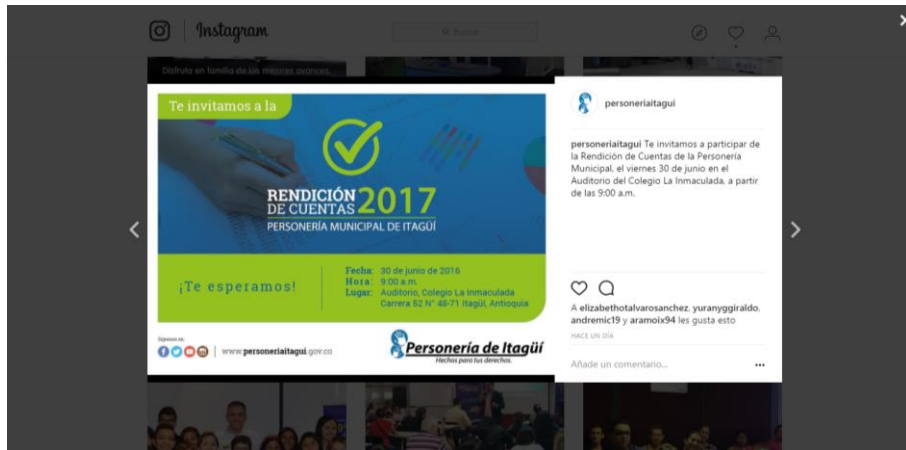 Instagram
Buscar
Disfruta en familia de los mejores avances.
Te invitamos a la
RENDICIÓN
DE CUENTAS 2017
PERSONERÍA MUNICIPAL DE ITAGÜÍ
¡Te esperamos!
Fecha: 30 de junio de 2016
Hora: 9:00 a.m.
Lugar: Auditorio, Colegio La Inmaculada
Carrera 52 N° 48-71 Itagüí, Antioquia
Síguenos en:
www.personeriaitagui.gov.co
Personería de Itagüí
Hechos para tus derechos.
personeriaitagui
personeriaitagui Te invitamos a participar de
la Rendición de Cuentas de la Personería
Municipal, el viernes 30 de junio en el
Auditorio del Colegio La Inmaculada, a partir
de las 9:00 a.m.
A elizabethotalvarosanchez, yuranyggiraldo,
andremic19 y aramoix94 les gusta esto
HACE UN DÍA
Añade un comentario...